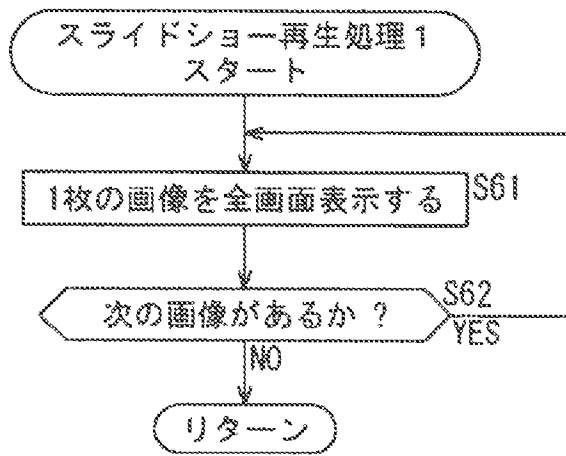 スライドショー再生処理1
スタート
1枚の画像を全画面表示する
S61
次の画像があるか ?
S62
YES
NO
リターン